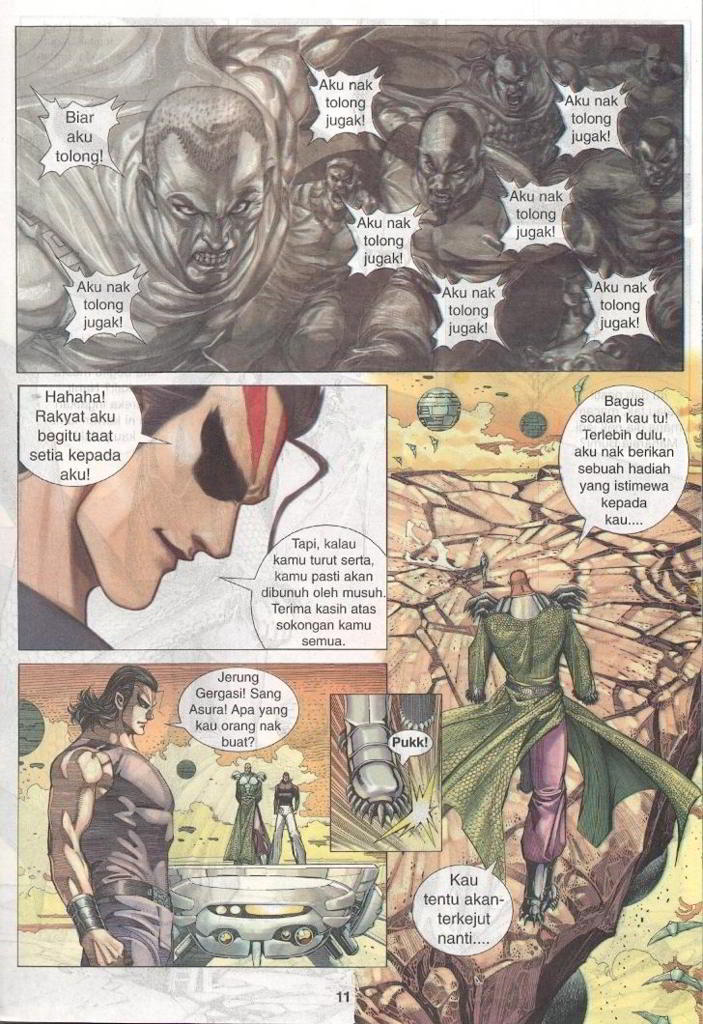 Biar
aku
tolong!
Aku nak
tolong
jugak!
Aku nak
tolong
jugak!
Aku nak
tolong
jugak!
Aku nak
tolong
jugak!
Aku nak
tolong
jugak!
Aku nak
tolong
jugak!
Aku nak
tolong
jugak!
Hahaha!
Rakyat aku
begitu taat
setia kepada
aku!
Tapi, kalau
kamu turut serta,
kamu pasti akan
dibunuh oleh musuh.
Terima kasih atas
sokongan kamu
semua.
Jerung
Gergasi! Sang
Asura! Apa yang
kau orang nak
buat?
Bagus
soalan kau tu!
Terlebih dulu,
aku nak berikan
sebuah hadiah
yang istimewa
kepada
kau....
Pukk!
Kau
tentu akan-
terkejut
nanti....
11